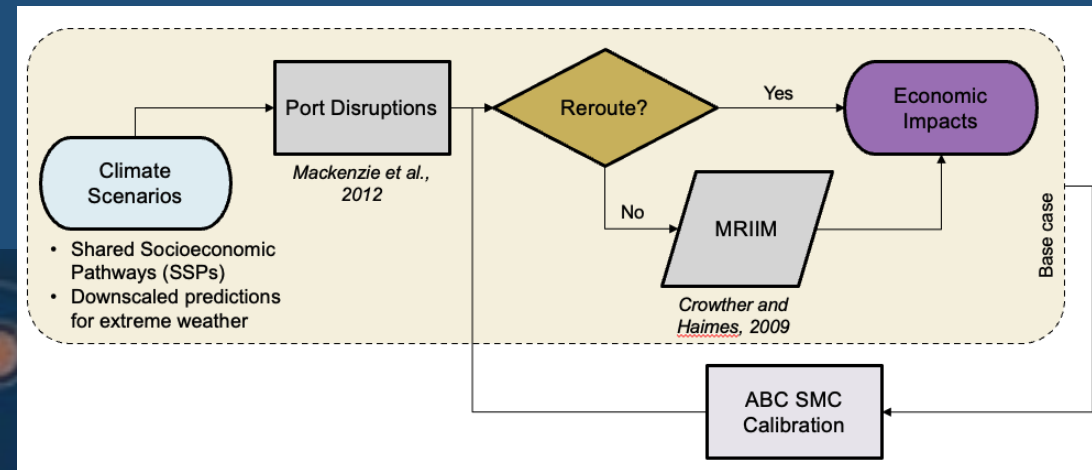 Climate
Scenarios
• Shared Socioeconomic
Pathways (SSPs)
• Downscaled predictions
for extreme weather
Port Disruptions
Mackenzie et al.,
2012
Reroute?
Yes
No
MRIIM
Crowther and
Haimes, 2009
Economic
Impacts
Base case
ABC SMC
Calibration